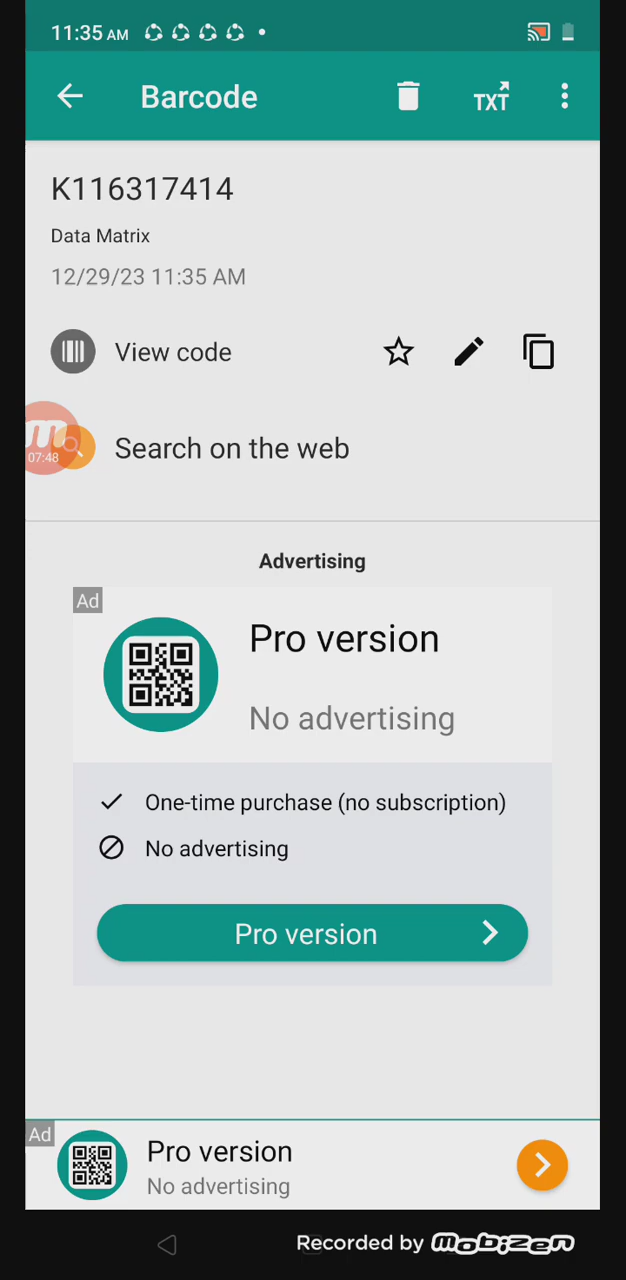 11:35 AM
Barcode
TXT
K116317414
Data Matrix
12/29/23 11:35 AM
View code
07:48
Search on the web
Advertising
Ad
Pro version
No advertising
One-time purchase (no subscription)
No advertising
Pro version
Ad
Pro version
No advertising
Recorded by mobizen